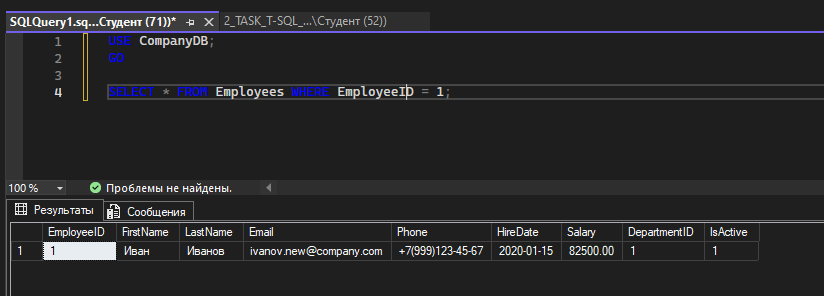 SQLQuery1.sq...Студент (71))* 2_TASK_T-SQL_...\Студент (52))
1 USE CompanyDB;
2 GO
3
4 SELECT * FROM Employees WHERE EmployeeID = 1;
100 % Проблемы не найдены.
Результаты Сообщения
EmployeeID FirstName LastName Email Phone HireDate Salary DepartmentID IsActive
1 1 Иван Иванов ivanov.new@company.com +7(999)123-45-67 2020-01-15 82500.00 1 1